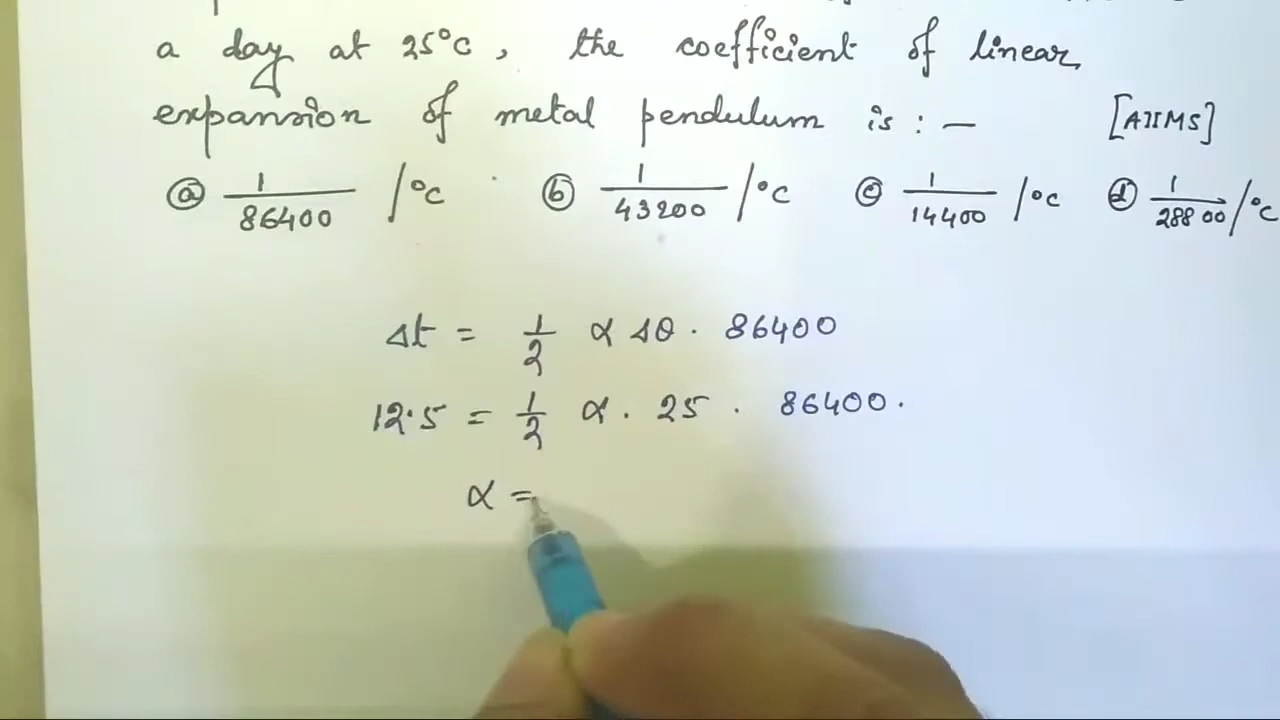 a day at 25°C, the coefficient of linear
expansion of metal pendulum is : — [AIIMS]
ⓐ 1/86400 /°C ⓑ 1/43200 /°C ⓒ 1/14400 /°C ⓓ 1/28800 /°C
Δt = 1/2 α Δθ . 86400
12.5 = 1/2 α . 25 . 86400.
α =